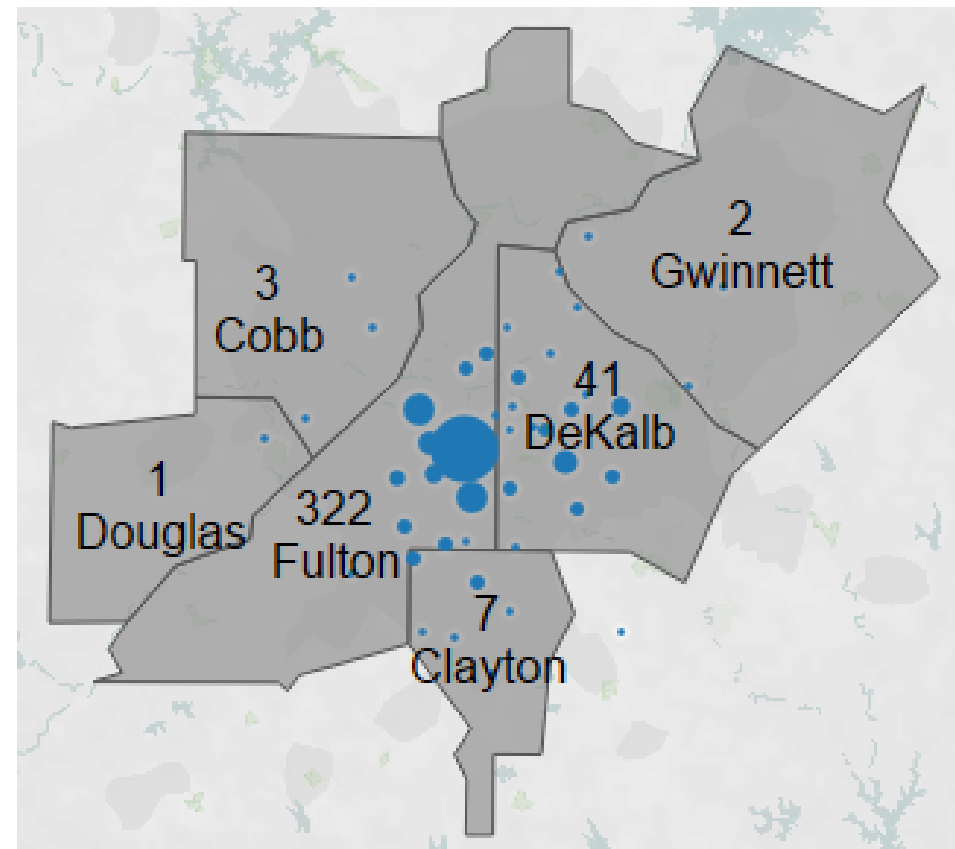 2
Gwinnett
3
Cobb
41
DeKalb
1
Douglas
322
Fulton
7
Clayton